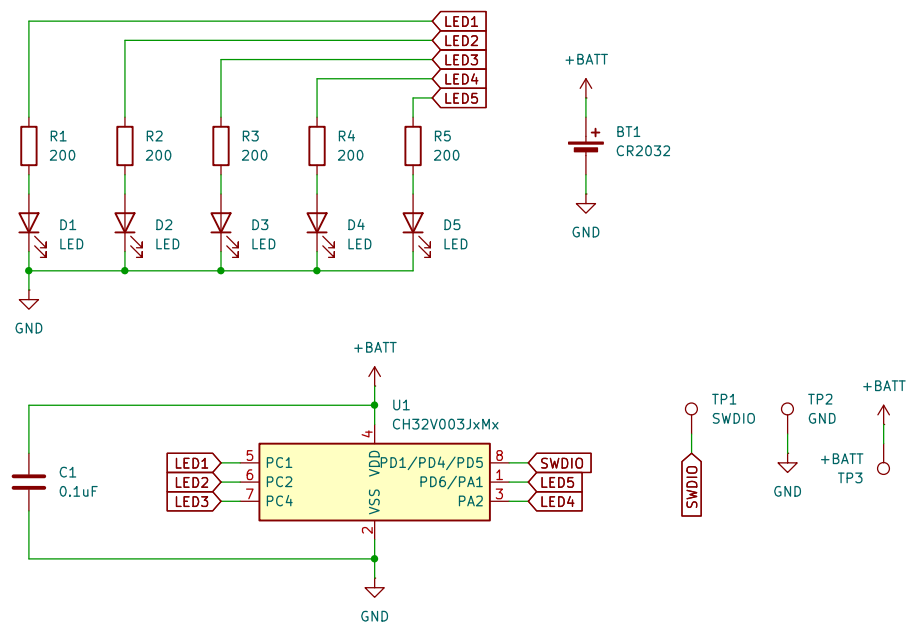 LED1
LED2
LED3
LED4
LED5
R1
200
R2
200
R3
200
R4
200
R5
200
D1
LED
D2
LED
D3
LED
D4
LED
D5
LED
GND
+BATT
+
BT1
CR2032
GND
+BATT
U1
CH32V003JxMx
C1
0.1uF
LED1
LED2
LED3
5
6
7
PC1
PC2
PC4
4
VDD
VSS
2
PD1/PD4/PD5
PD6/PA1
PA2
8
1
3
SWDIO
LED5
LED4
GND
TP1
SWDIO
SWDIO
TP2
GND
GND
+BATT
+BATT
TP3